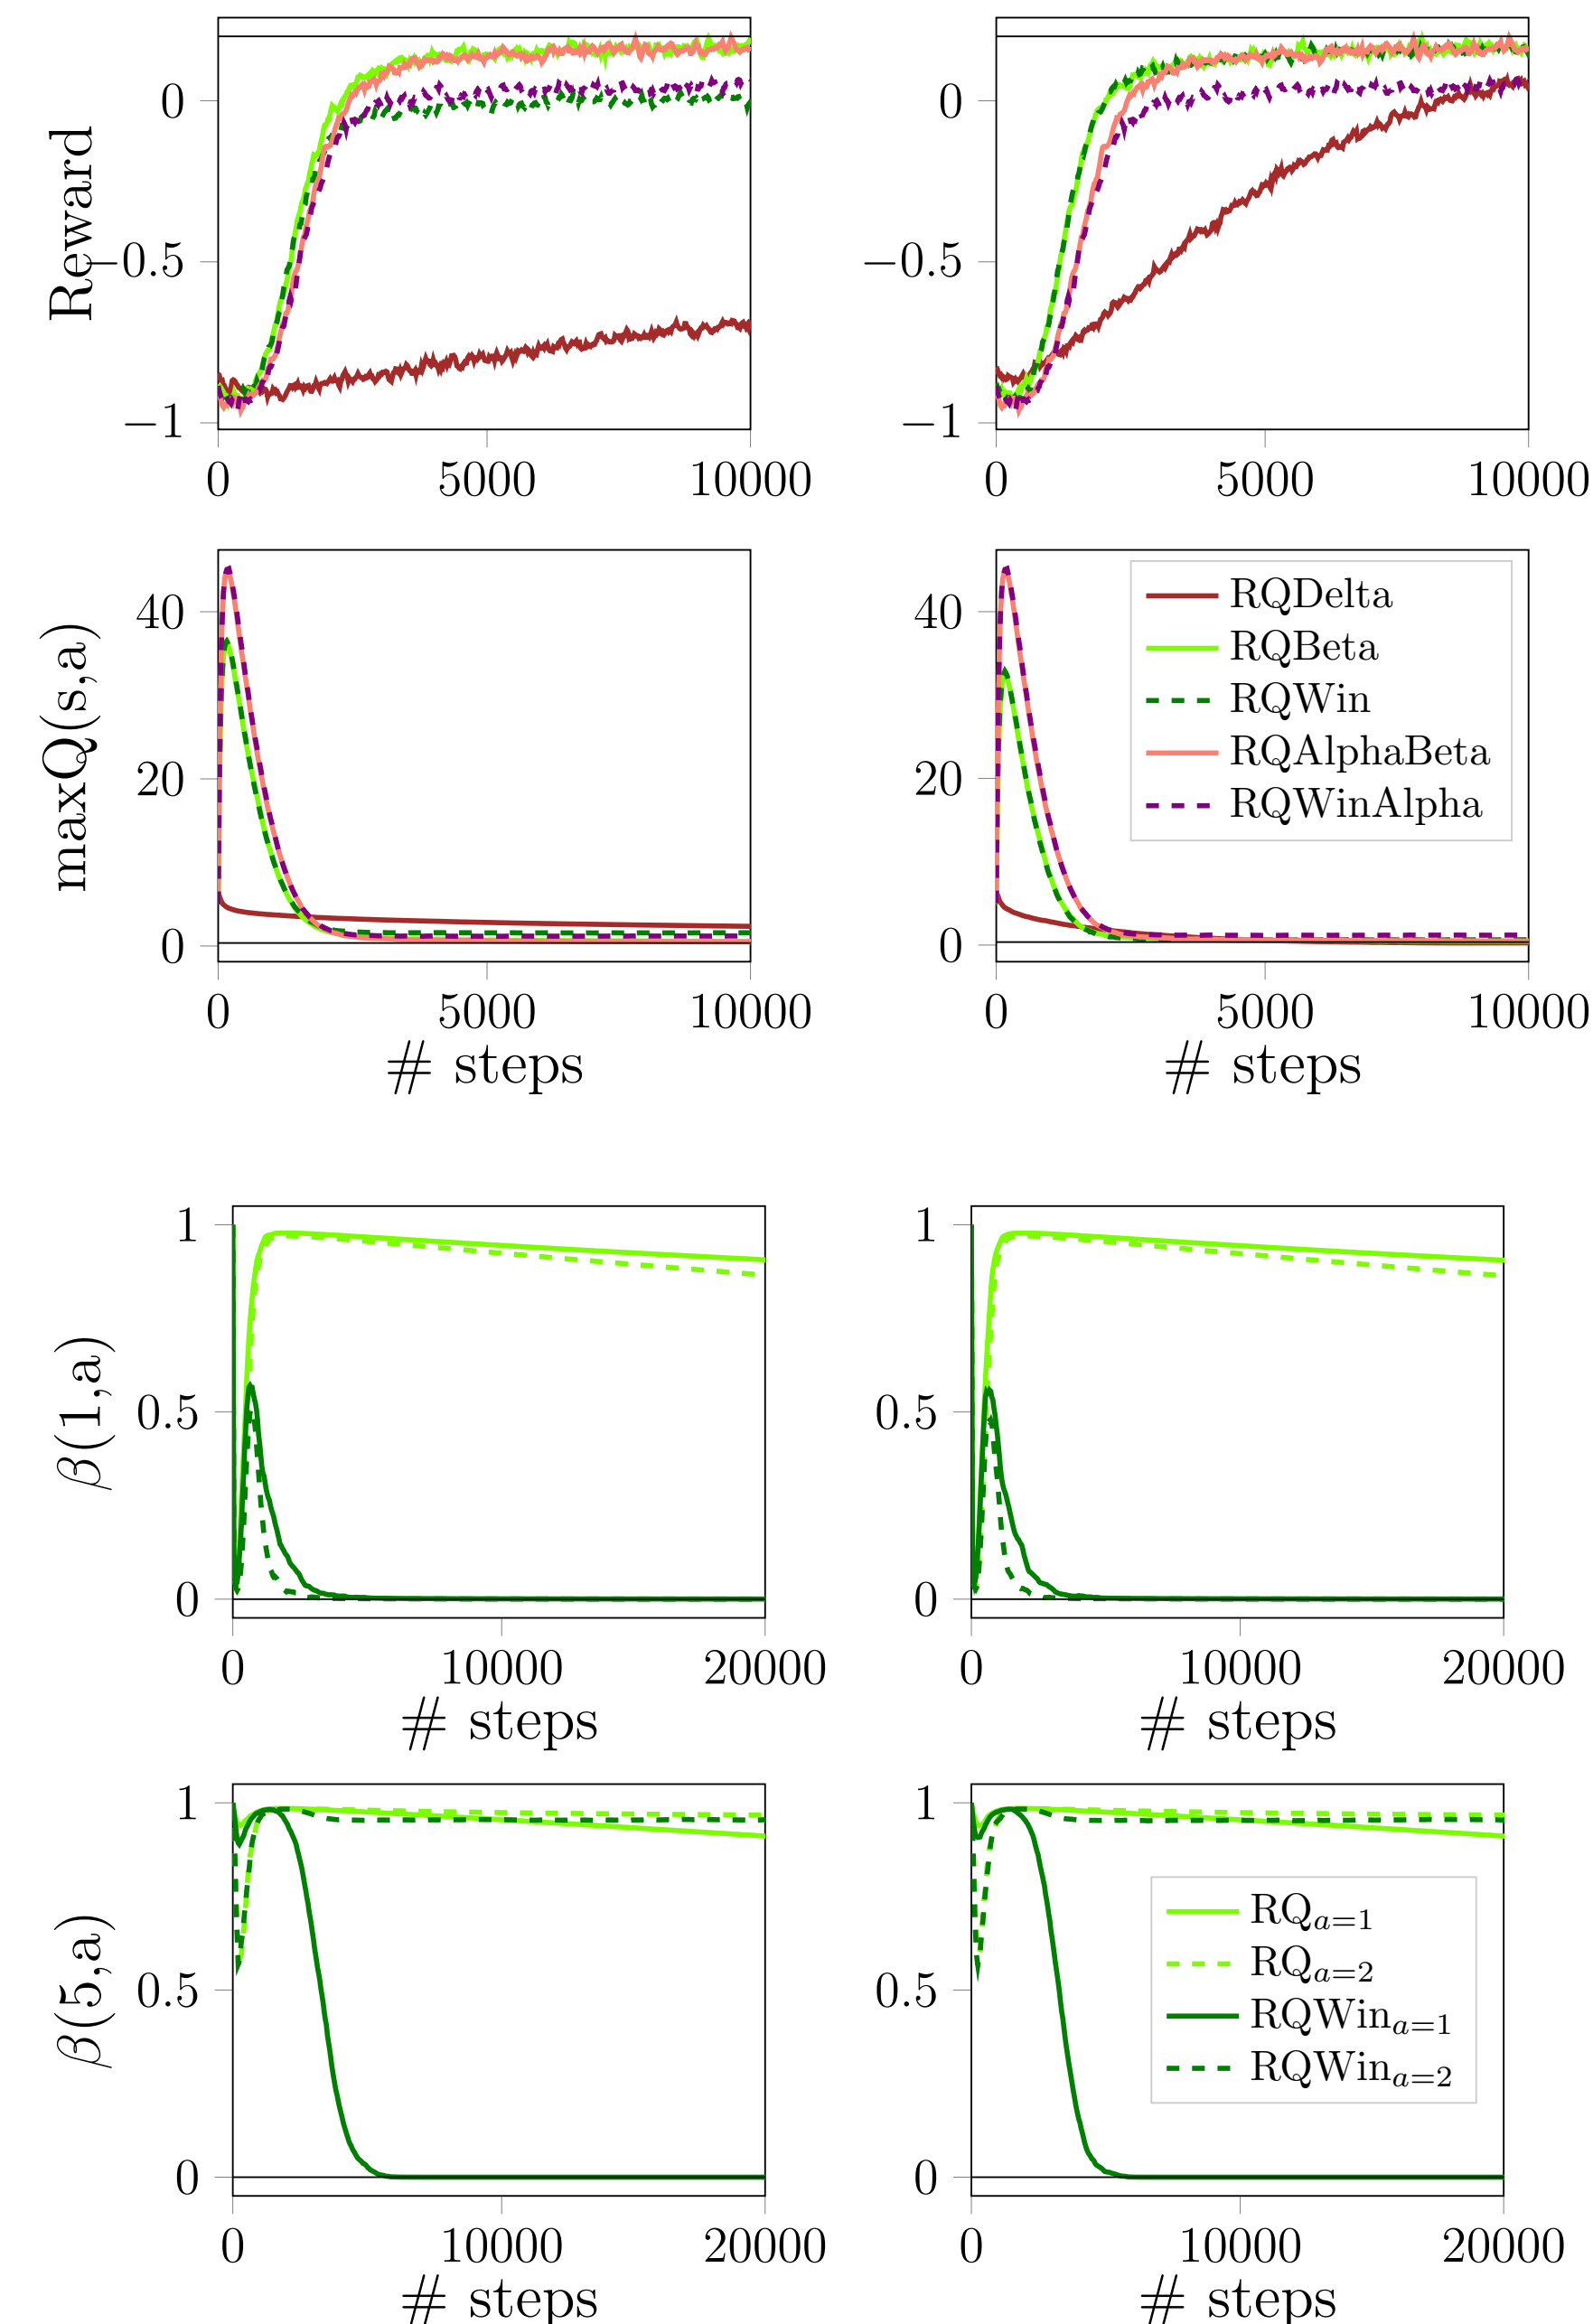 Reward
0
−0.5
−1
0 5000 10000
0
−0.5
−1
0 5000 10000
maxQ(s,a)
40
20
0
0 5000 10000
# steps
40
20
0
0 5000 10000
# steps
RQDelta
RQBeta
RQWin
RQAlphaBeta
RQWinAlpha
β(1,a)
1
0.5
0
0 10000 20000
# steps
1
0.5
0
0 10000 20000
# steps
β(5,a)
1
0.5
0
0 10000 20000
# steps
1
0.5
0
0 10000 20000
# steps
RQa=1
RQa=2
RQWina=1
RQWina=2